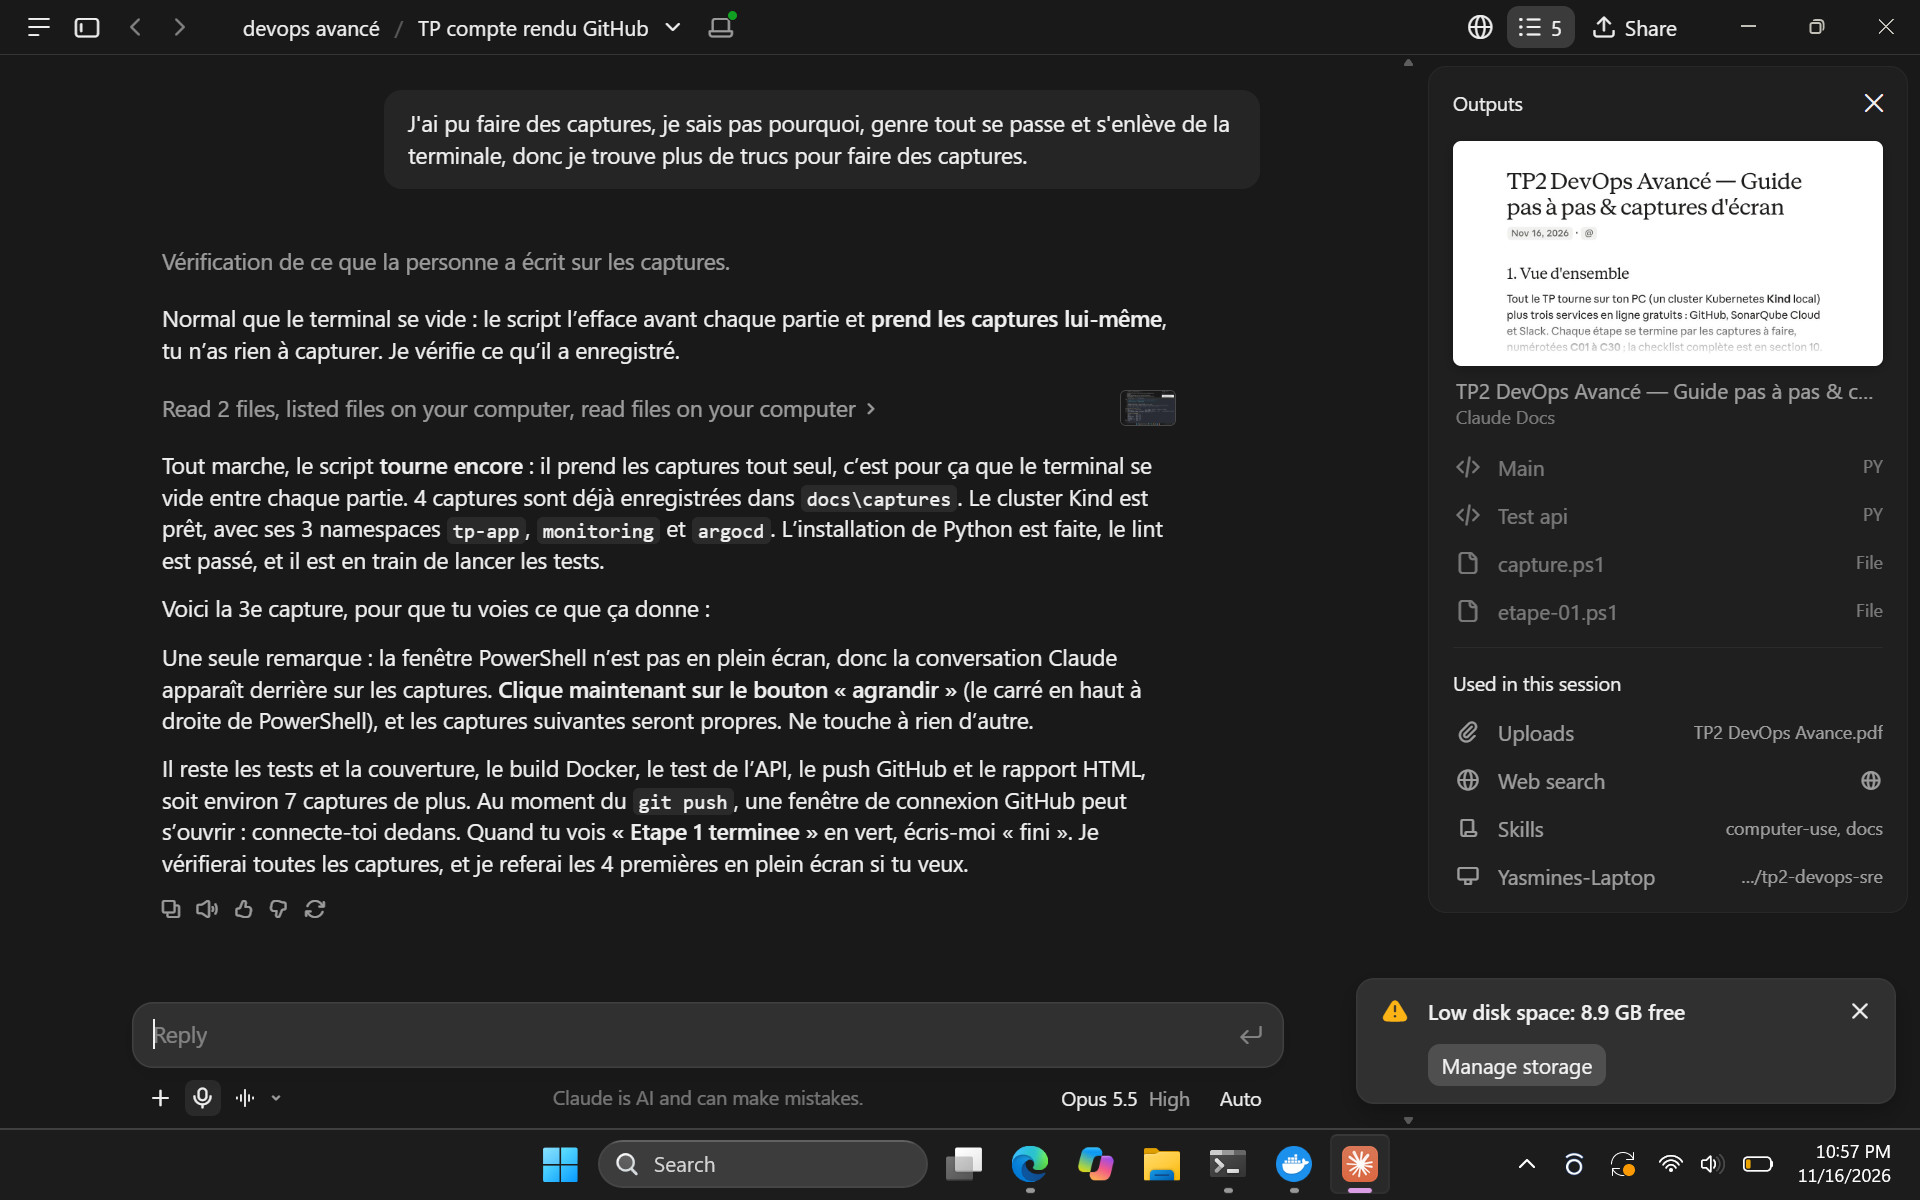 devops avancé / TP compte rendu GitHub
5 Share
J'ai pu faire des captures, je sais pas pourquoi, genre tout se passe et s'enlève de la
terminale, donc je trouve plus de trucs pour faire des captures.
Vérification de ce que la personne a écrit sur les captures.
Normal que le terminal se vide : le script l’efface avant chaque partie et prend les captures lui-même,
tu n’as rien à capturer. Je vérifie ce qu’il a enregistré.
Read 2 files, listed files on your computer, read files on your computer
Tout marche, le script tourne encore : il prend les captures tout seul, c’est pour ça que le terminal se
vide entre chaque partie. 4 captures sont déjà enregistrées dans docs\captures. Le cluster Kind est
prêt, avec ses 3 namespaces tp-app, monitoring et argocd. L’installation de Python est faite, le lint
est passé, et il est en train de lancer les tests.
Voici la 3e capture, pour que tu voies ce que ça donne :
Une seule remarque : la fenêtre PowerShell n’est pas en plein écran, donc la conversation Claude
apparaît derrière sur les captures. Clique maintenant sur le bouton « agrandir » (le carré en haut à
droite de PowerShell), et les captures suivantes seront propres. Ne touche à rien d’autre.
Il reste les tests et la couverture, le build Docker, le test de l’API, le push GitHub et le rapport HTML,
soit environ 7 captures de plus. Au moment du git push, une fenêtre de connexion GitHub peut
s’ouvrir : connecte-toi dedans. Quand tu vois « Etape 1 terminee » en vert, écris-moi « fini ». Je
vérifierai toutes les captures, et je referai les 4 premières en plein écran si tu veux.
Reply
Claude is AI and can make mistakes.
Opus 5.5 High Auto
Outputs
TP2 DevOps Avancé — Guide
pas à pas & captures d'écran
Nov 16, 2026 · @
1. Vue d'ensemble
Tout le TP tourne sur ton PC (un cluster Kubernetes Kind local)
plus trois services en ligne gratuits : GitHub, SonarQube Cloud
et Slack. Chaque étape se termine par les captures à faire,
numérotées C01 à C30 : la checklist complète est en section 10.
TP2 DevOps Avancé — Guide pas à pas & c...
Claude Docs
Main PY
Test api PY
capture.ps1 File
etape-01.ps1 File
Used in this session
Uploads TP2 DevOps Avance.pdf
Web search
Skills computer-use, docs
Yasmines-Laptop .../tp2-devops-sre
Low disk space: 8.9 GB free
Manage storage
Search
10:57 PM
11/16/2026